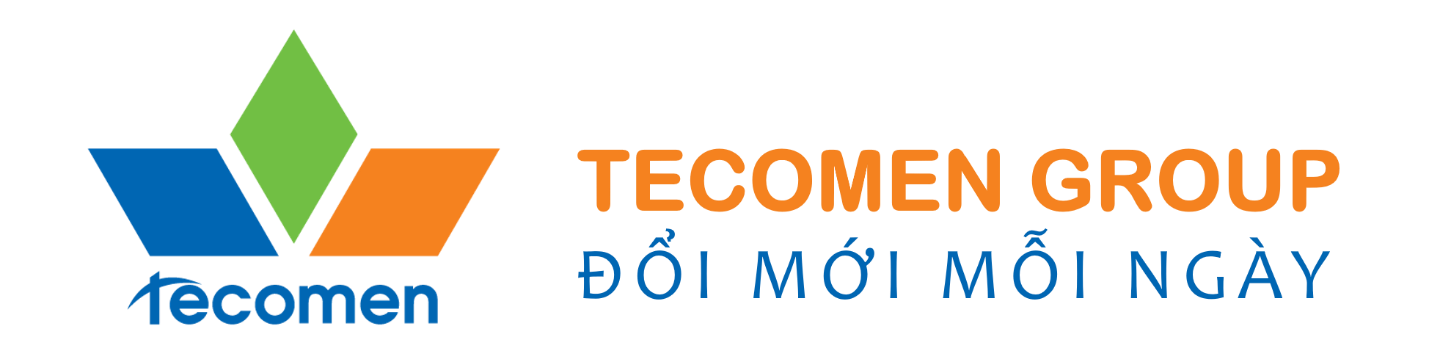 tecomen
TECOMEN GROUP
ĐỔI MỚI MỖI NGÀY